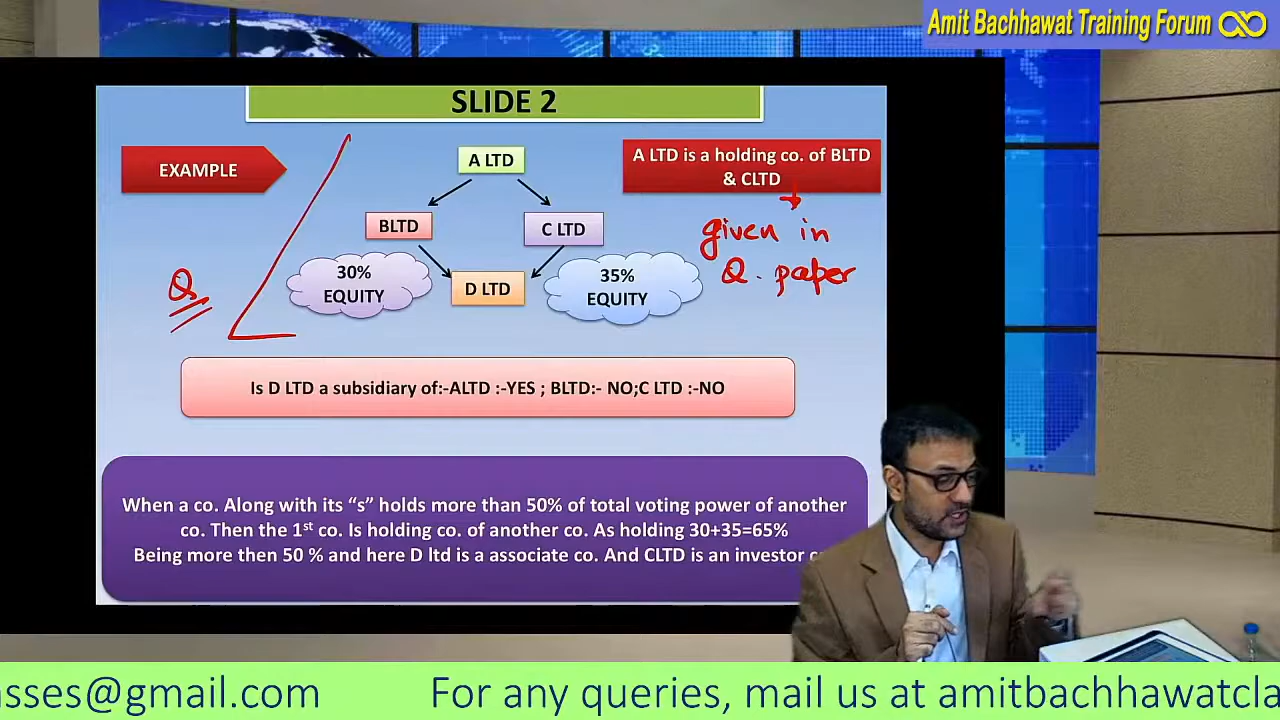 Amit Bachhawat Training Forum
SLIDE 2
EXAMPLE
A LTD
A LTD is a holding co. of BLTD
& CLTD
BLTD
C LTD
given in
Q. paper
30%
EQUITY
D LTD
35%
EQUITY
Q
Is D LTD a subsidiary of:-ALTD :-YES ; BLTD:- NO;C LTD :-NO
When a co. Along with its “s” holds more than 50% of total voting power of another
co. Then the 1st co. Is holding co. of another co. As holding 30+35=65%
Being more then 50 % and here D ltd is a associate co. And CLTD is an investor
asses@gmail.com For any queries, mail us at amitbachhawatcla